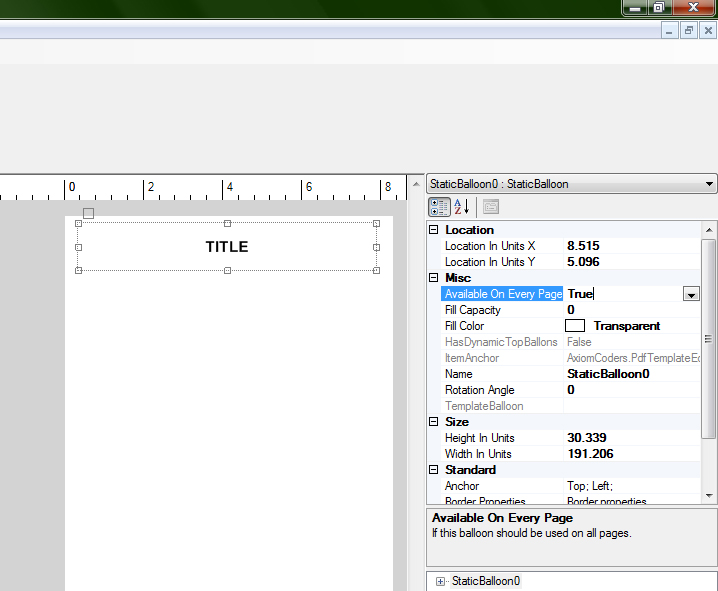 0 2 4 6 8
TITLE
StaticBalloon0 : StaticBalloon
Location
Location In Units X 8.515
Location In Units Y 5.096
Misc
Available On Every Page True
Fill Capacity 0
Fill Color Transparent
HasDynamicTopBallons False
ItemAnchor AxiomCoders.PdfTemplateEd
Name StaticBalloon0
Rotation Angle 0
TemplateBalloon
Size
Height In Units 30.339
Width In Units 191.206
Standard
Anchor Top; Left;
Border Properties Border properties
Available On Every Page
If this balloon should be used on all pages.
StaticBalloon0